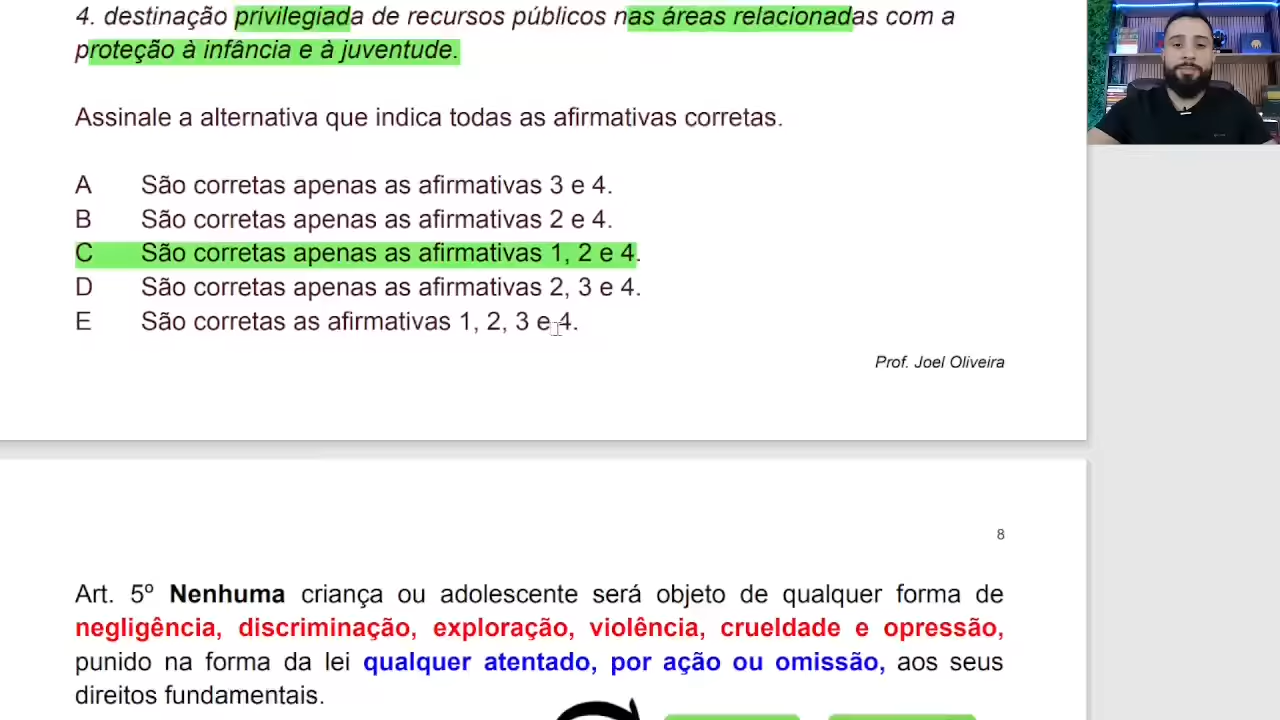 4. destinação privilegiada de recursos públicos nas áreas relacionadas com a
proteção à infância e à juventude.
Assinale a alternativa que indica todas as afirmativas corretas.
A São corretas apenas as afirmativas 3 e 4.
B São corretas apenas as afirmativas 2 e 4.
C São corretas apenas as afirmativas 1, 2 e 4.
D São corretas apenas as afirmativas 2, 3 e 4.
E São corretas as afirmativas 1, 2, 3 e 4.
Prof. Joel Oliveira
8
Art. 5º Nenhuma criança ou adolescente será objeto de qualquer forma de
negligência, discriminação, exploração, violência, crueldade e opressão,
punido na forma da lei qualquer atentado, por ação ou omissão, aos seus
direitos fundamentais.